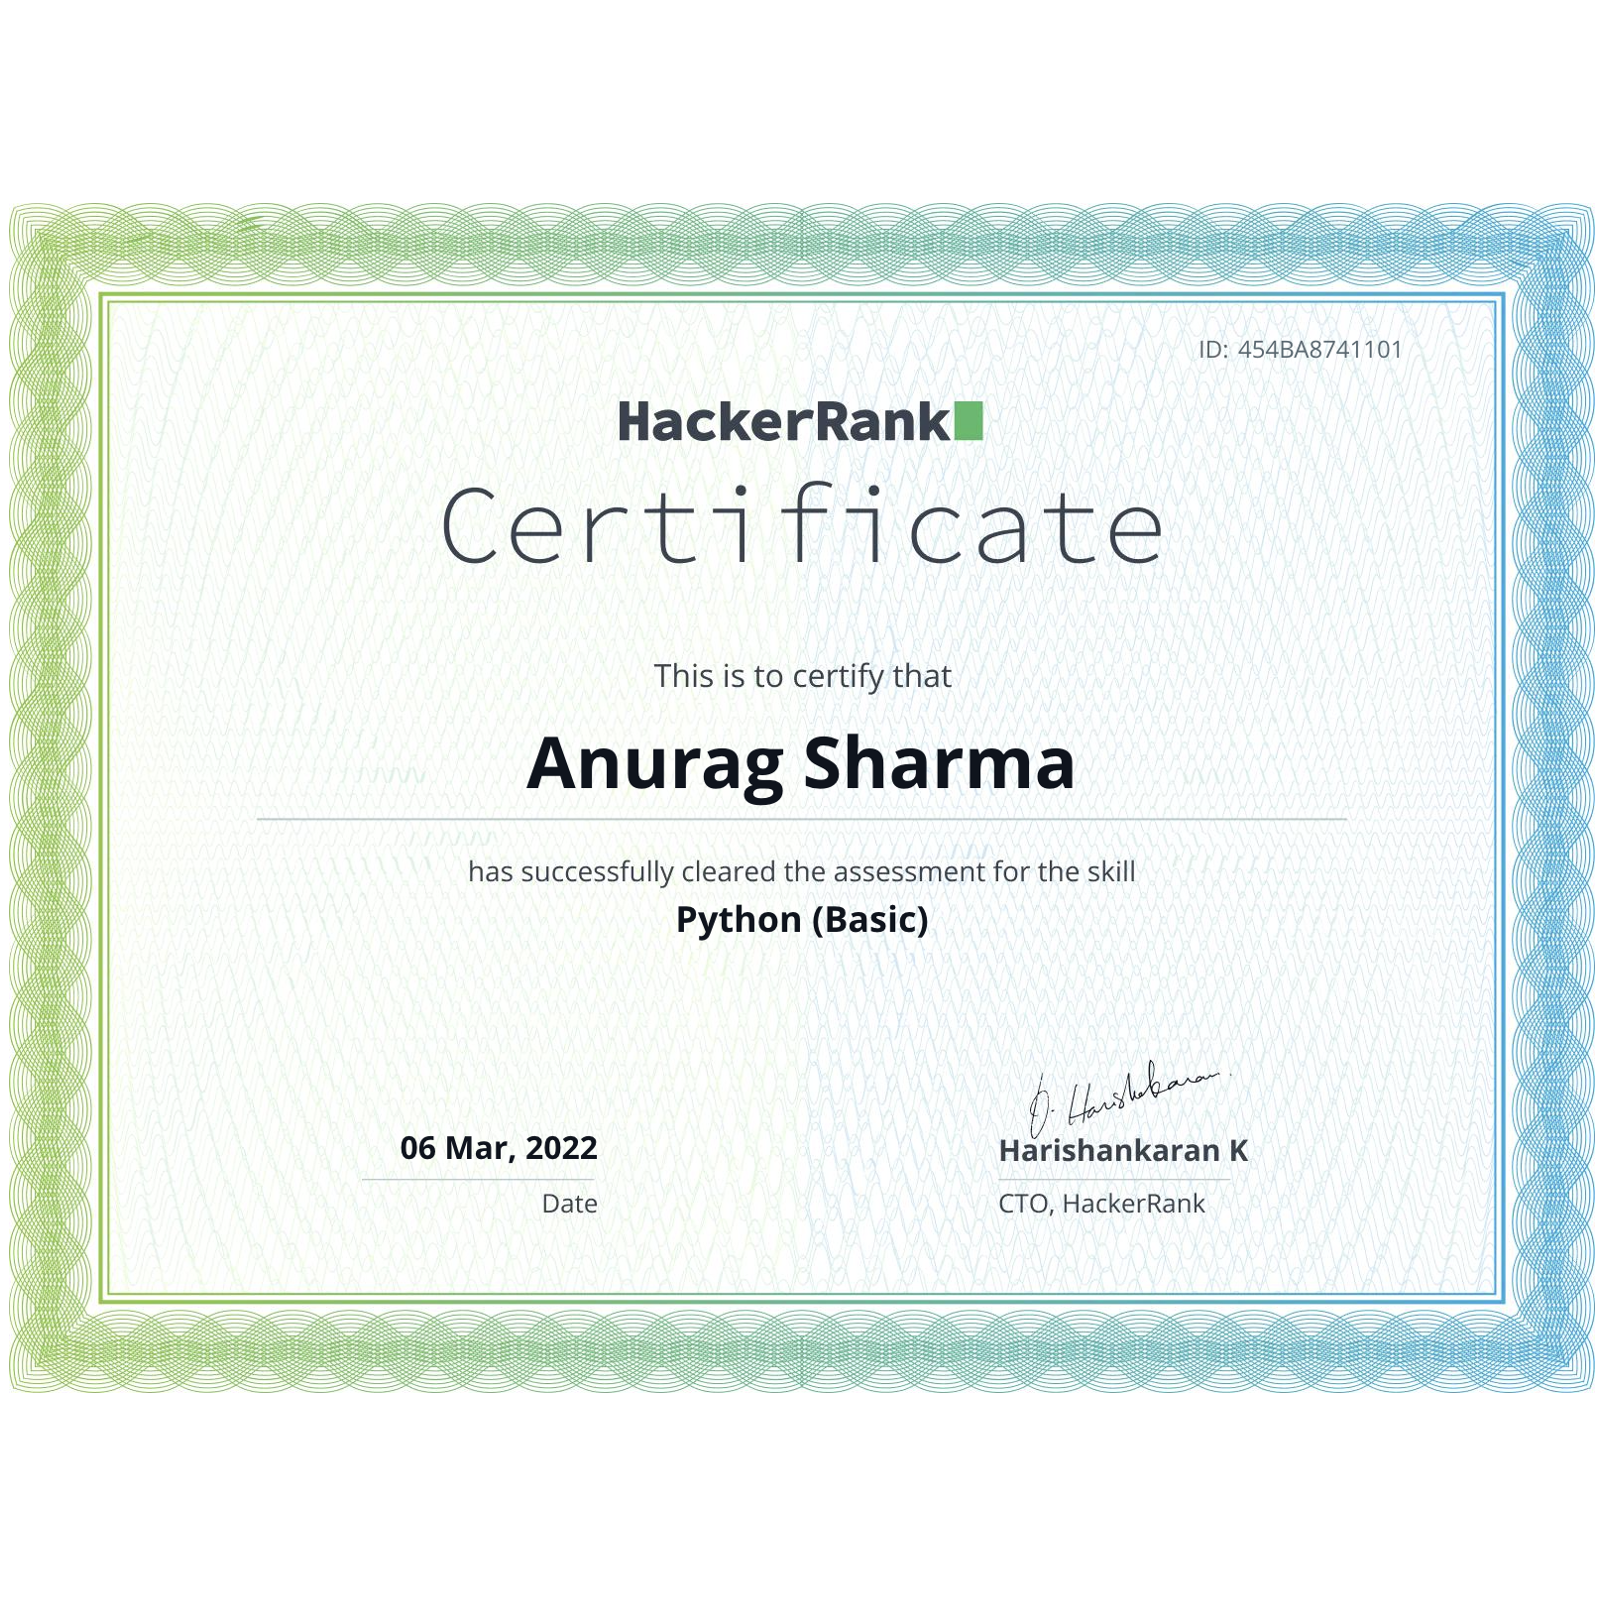 ID: 454BA8741101
HackerRank
Certificate
This is to certify that
Anurag Sharma
has successfully cleared the assessment for the skill
Python (Basic)
06 Mar, 2022
Date
Harishankaran K
CTO, HackerRank